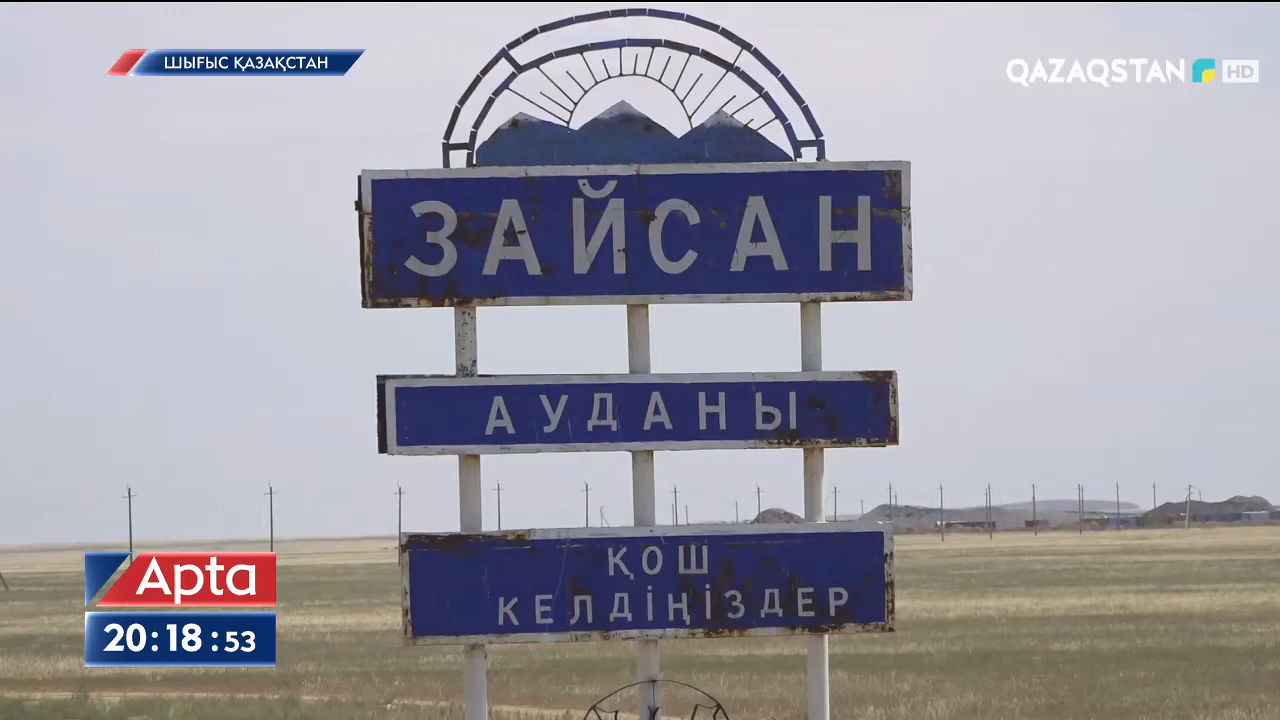 ШЫҒЫС ҚАЗАҚСТАН
QAZAQSTAN HD
ЗАЙСАН
АУДАНЫ
ҚОШ
КЕЛДІҢІЗДЕР
Apta
20:18:53